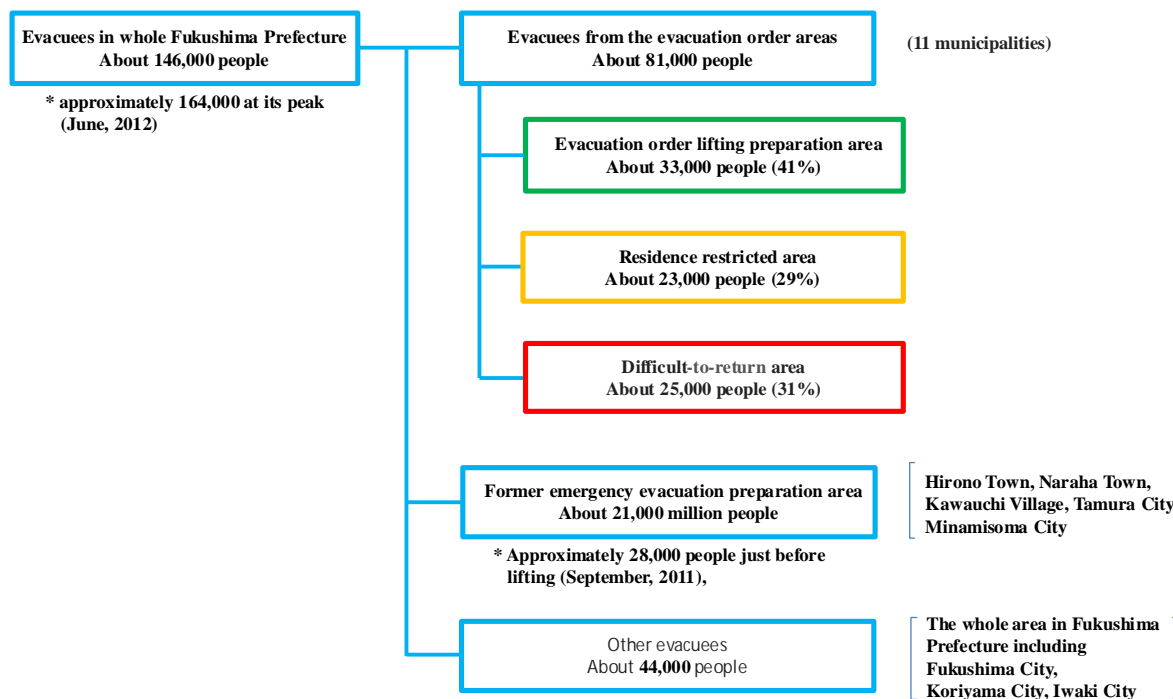 Evacuees in whole Fukushima Prefecture
About 146,000 people
* approximately 164,000 at its peak
(June, 2012)
Evacuees from the evacuation order areas
About 81,000 people
(11 municipalities)
Evacuation order lifting preparation area
About 33,000 people (41%)
Residence restricted area
About 23,000 people (29%)
Difficult-to-return area
About 25,000 people (31%)
Former emergency evacuation preparation area
About 21,000 million people
* Approximately 28,000 people just before
lifting (September, 2011),
Hirono Town, Naraha Town,
Kawauchi Village, Tamura City
Minamisoma City
Other evacuees
About 44,000 people
The whole area in Fukushima
Prefecture including
Fukushima City,
Koriyama City, Iwaki City